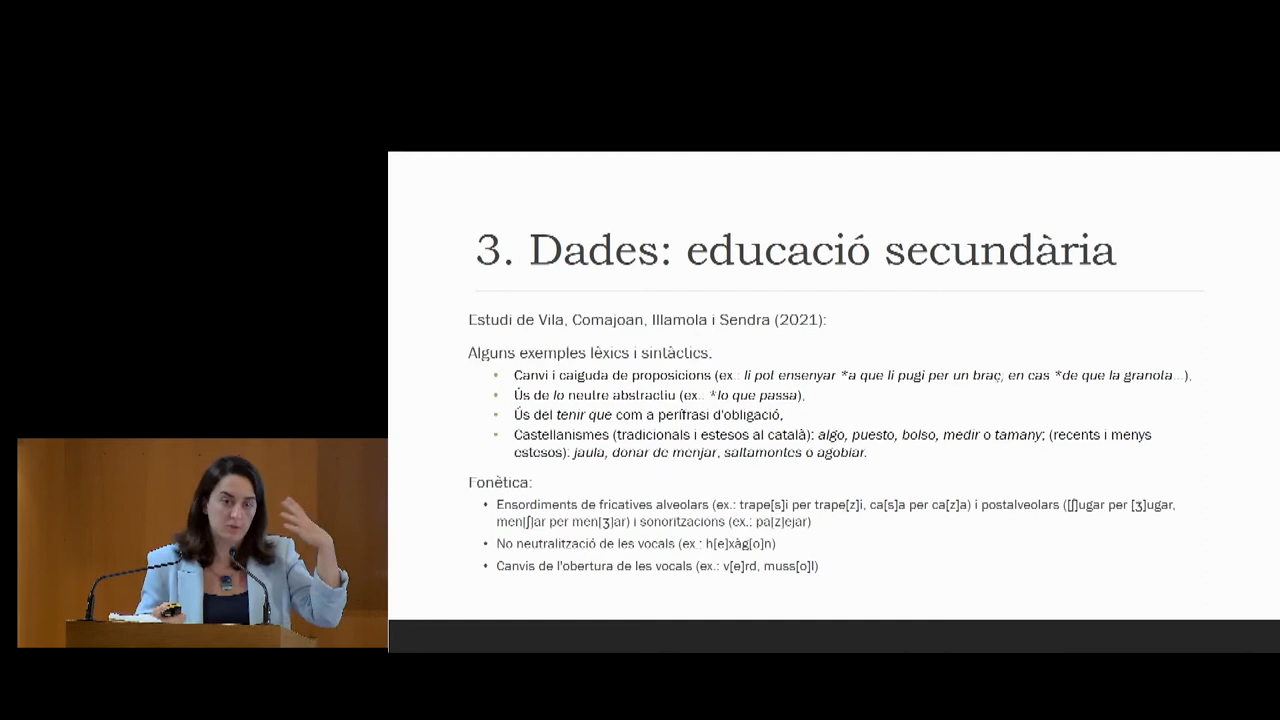 3. Dades: educació secundària
Estudi de Vila, Comajoan, Illamola i Sendra (2021):
Alguns exemples lèxics i sintàctics.
• Canvi i caiguda de proposicions (ex.: li pot ensenyar *a que li pugi per un braç; en cas *de que la granola...),
• Ús de lo neutre abstractiu (ex.: *lo que passa),
• Ús del tenir que com a perífrasi d'obligació,
• Castellanismes (tradicionals i estesos al català): algo, puesto, bolso, medir o tamany; (recents i menys
estesos): jaula, donar de menjar, saltamontes o agobiar.
Fonètica:
• Ensordiments de fricatives alveolars (ex.: trape[s]i per trape[z]i, ca[s]a per ca[z]a) i postalveolars ([ʃ]ugar per [ʒ]ugar,
men[ʃ]ar per men[ʒ]ar) i sonoritzacions (ex.: pa[z]ejar)
• No neutralització de les vocals (ex.: h[e]xàg[o]n)
• Canvis de l'obertura de les vocals (ex.: v[e]rd, muss[o]l)